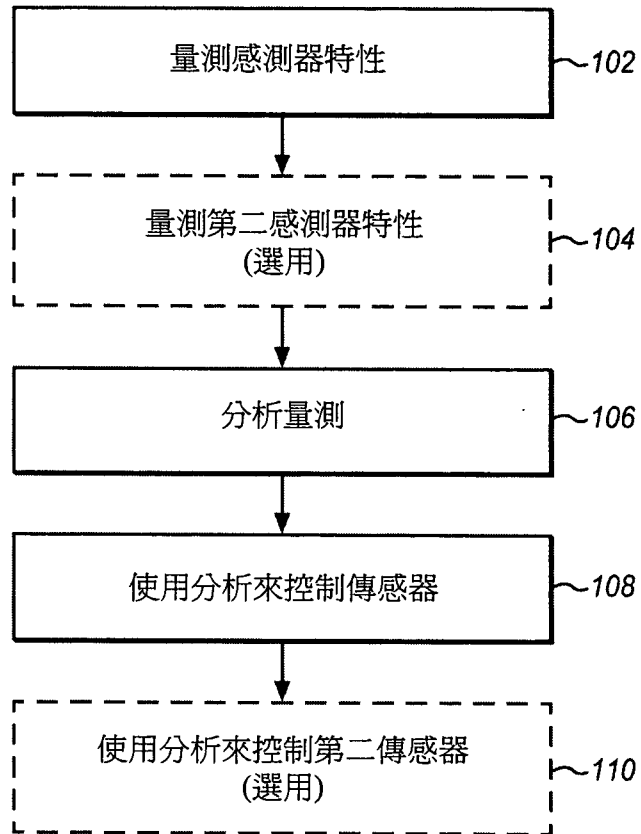 量測感測器特性
102
量測第二感測器特性
(選用)
104
分析量測
106
使用分析來控制傳感器
108
使用分析來控制第二傳感器
(選用)
110